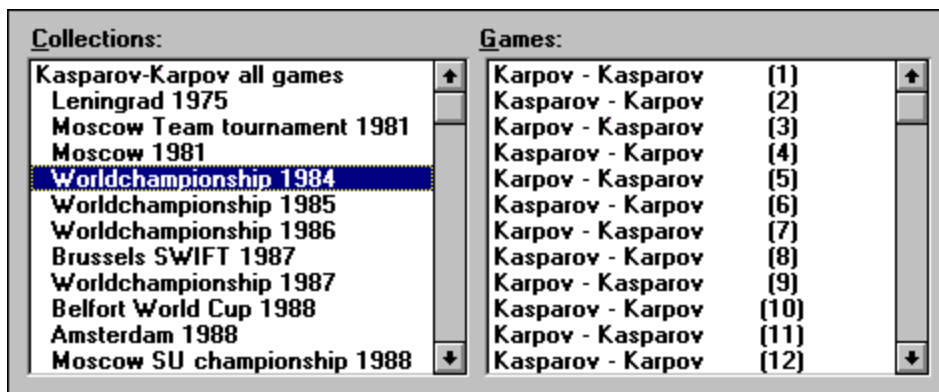 Collections:
Kasparov-Karpov all games
Leningrad 1975
Moscow Team tournament 1981
Moscow 1981
Worldchampionship 1984
Worldchampionship 1985
Worldchampionship 1986
Brussels SWIFT 1987
Worldchampionship 1987
Belfort World Cup 1988
Amsterdam 1988
Moscow SU championship 1988
Games:
Karpov - Kasparov (1)
Kasparov - Karpov (2)
Karpov - Kasparov (3)
Kasparov - Karpov (4)
Karpov - Kasparov (5)
Kasparov - Karpov (6)
Karpov - Kasparov (7)
Kasparov - Karpov (8)
Karpov - Kasparov (9)
Kasparov - Karpov (10)
Karpov - Kasparov (11)
Kasparov - Karpov (12)